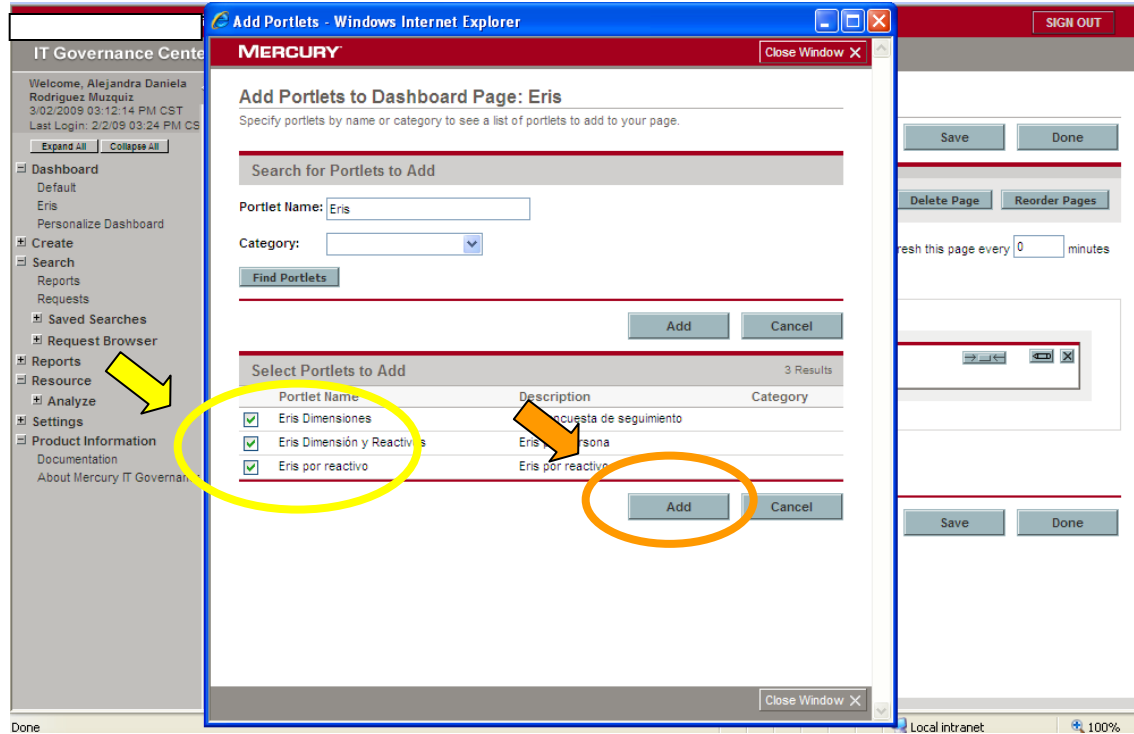 Add Portlets - Windows Internet Explorer
SIGN OUT
IT Governance Cente
MERCURY
Close Window X
Welcome, Alejandra Daniela
Rodriguez Muzquiz
3/02/2009 03:12:14 PM CST
Last Login: 2/2/09 03:24 PM CS
Expand All
Collapse All
Dashboard
Default
Eris
Personalize Dashboard
Create
Search
Reports
Requests
Saved Searches
Request Browser
Reports
Resource
Analyze
Settings
Product Information
Documentation
About Mercury IT Governan
Add Portlets to Dashboard Page: Eris
Specify portlets by name or category to see a list of portlets to add to your page.
Search for Portlets to Add
Portlet Name: Eris
Category:
Find Portlets
Add
Cancel
Select Portlets to Add
3 Results
Portlet Name
Description
Category
Eris Dimensiones
cuesta de seguimiento
Eris Dimensión y Reactivos
Eris p rsona
Eris por reactivo
Eris por reactivo
Add
Cancel
Close Window X
Save
Done
Delete Page
Reorder Pages
resh this page every 0 minutes
Save
Done
Done
Local intranet
100%